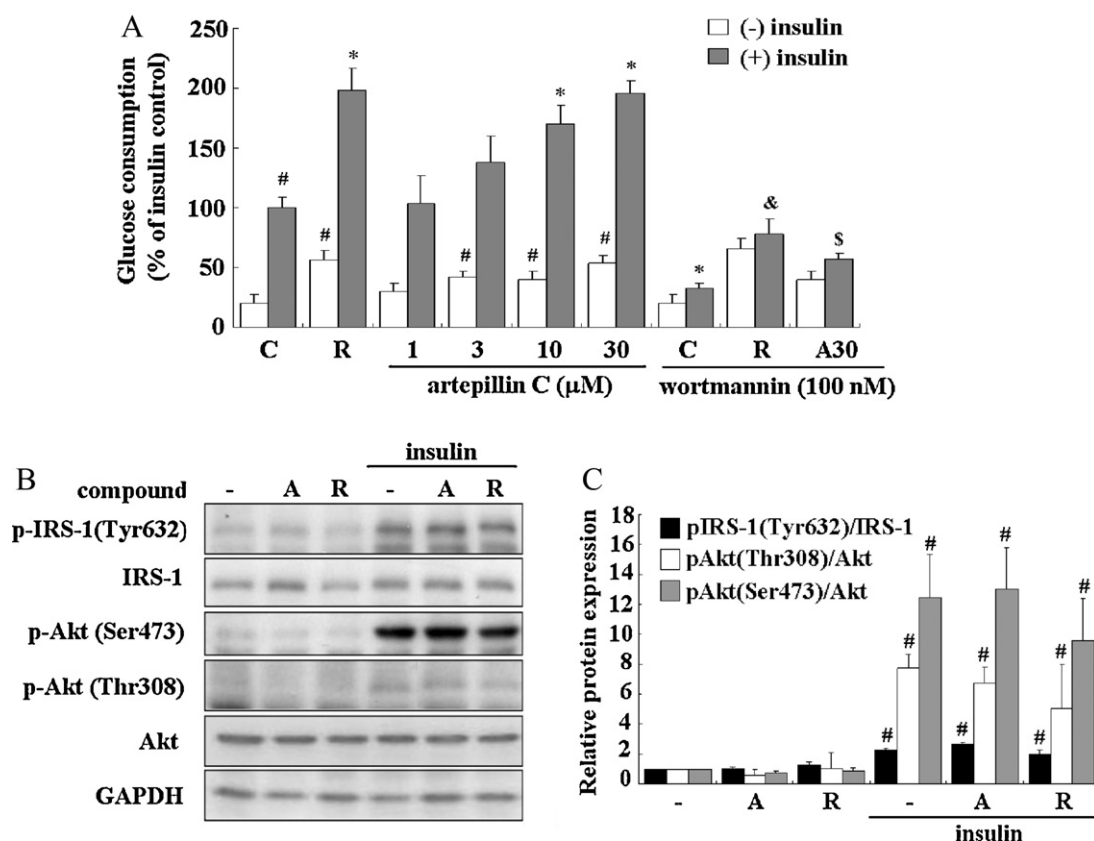 A
Glucose consumption
(% of insulin control)
250
200
150
100
50
0
(-) insulin
(+) insulin
# # * * * # # # * & $
C R 1 3 10 30 C R A30
artepillin C (μM) wortmannin (100 nM)
B
insulin
compound - A R - A R
p-IRS-1(Tyr632)
IRS-1
p-Akt (Ser473)
p-Akt (Thr308)
Akt
GAPDH
C
Relative protein expression
18
16
14
12
10
8
6
4
2
0
pIRS-1(Tyr632)/IRS-1
pAkt(Thr308)/Akt
pAkt(Ser473)/Akt
# # # # # # # # #
- A R - A R
insulin